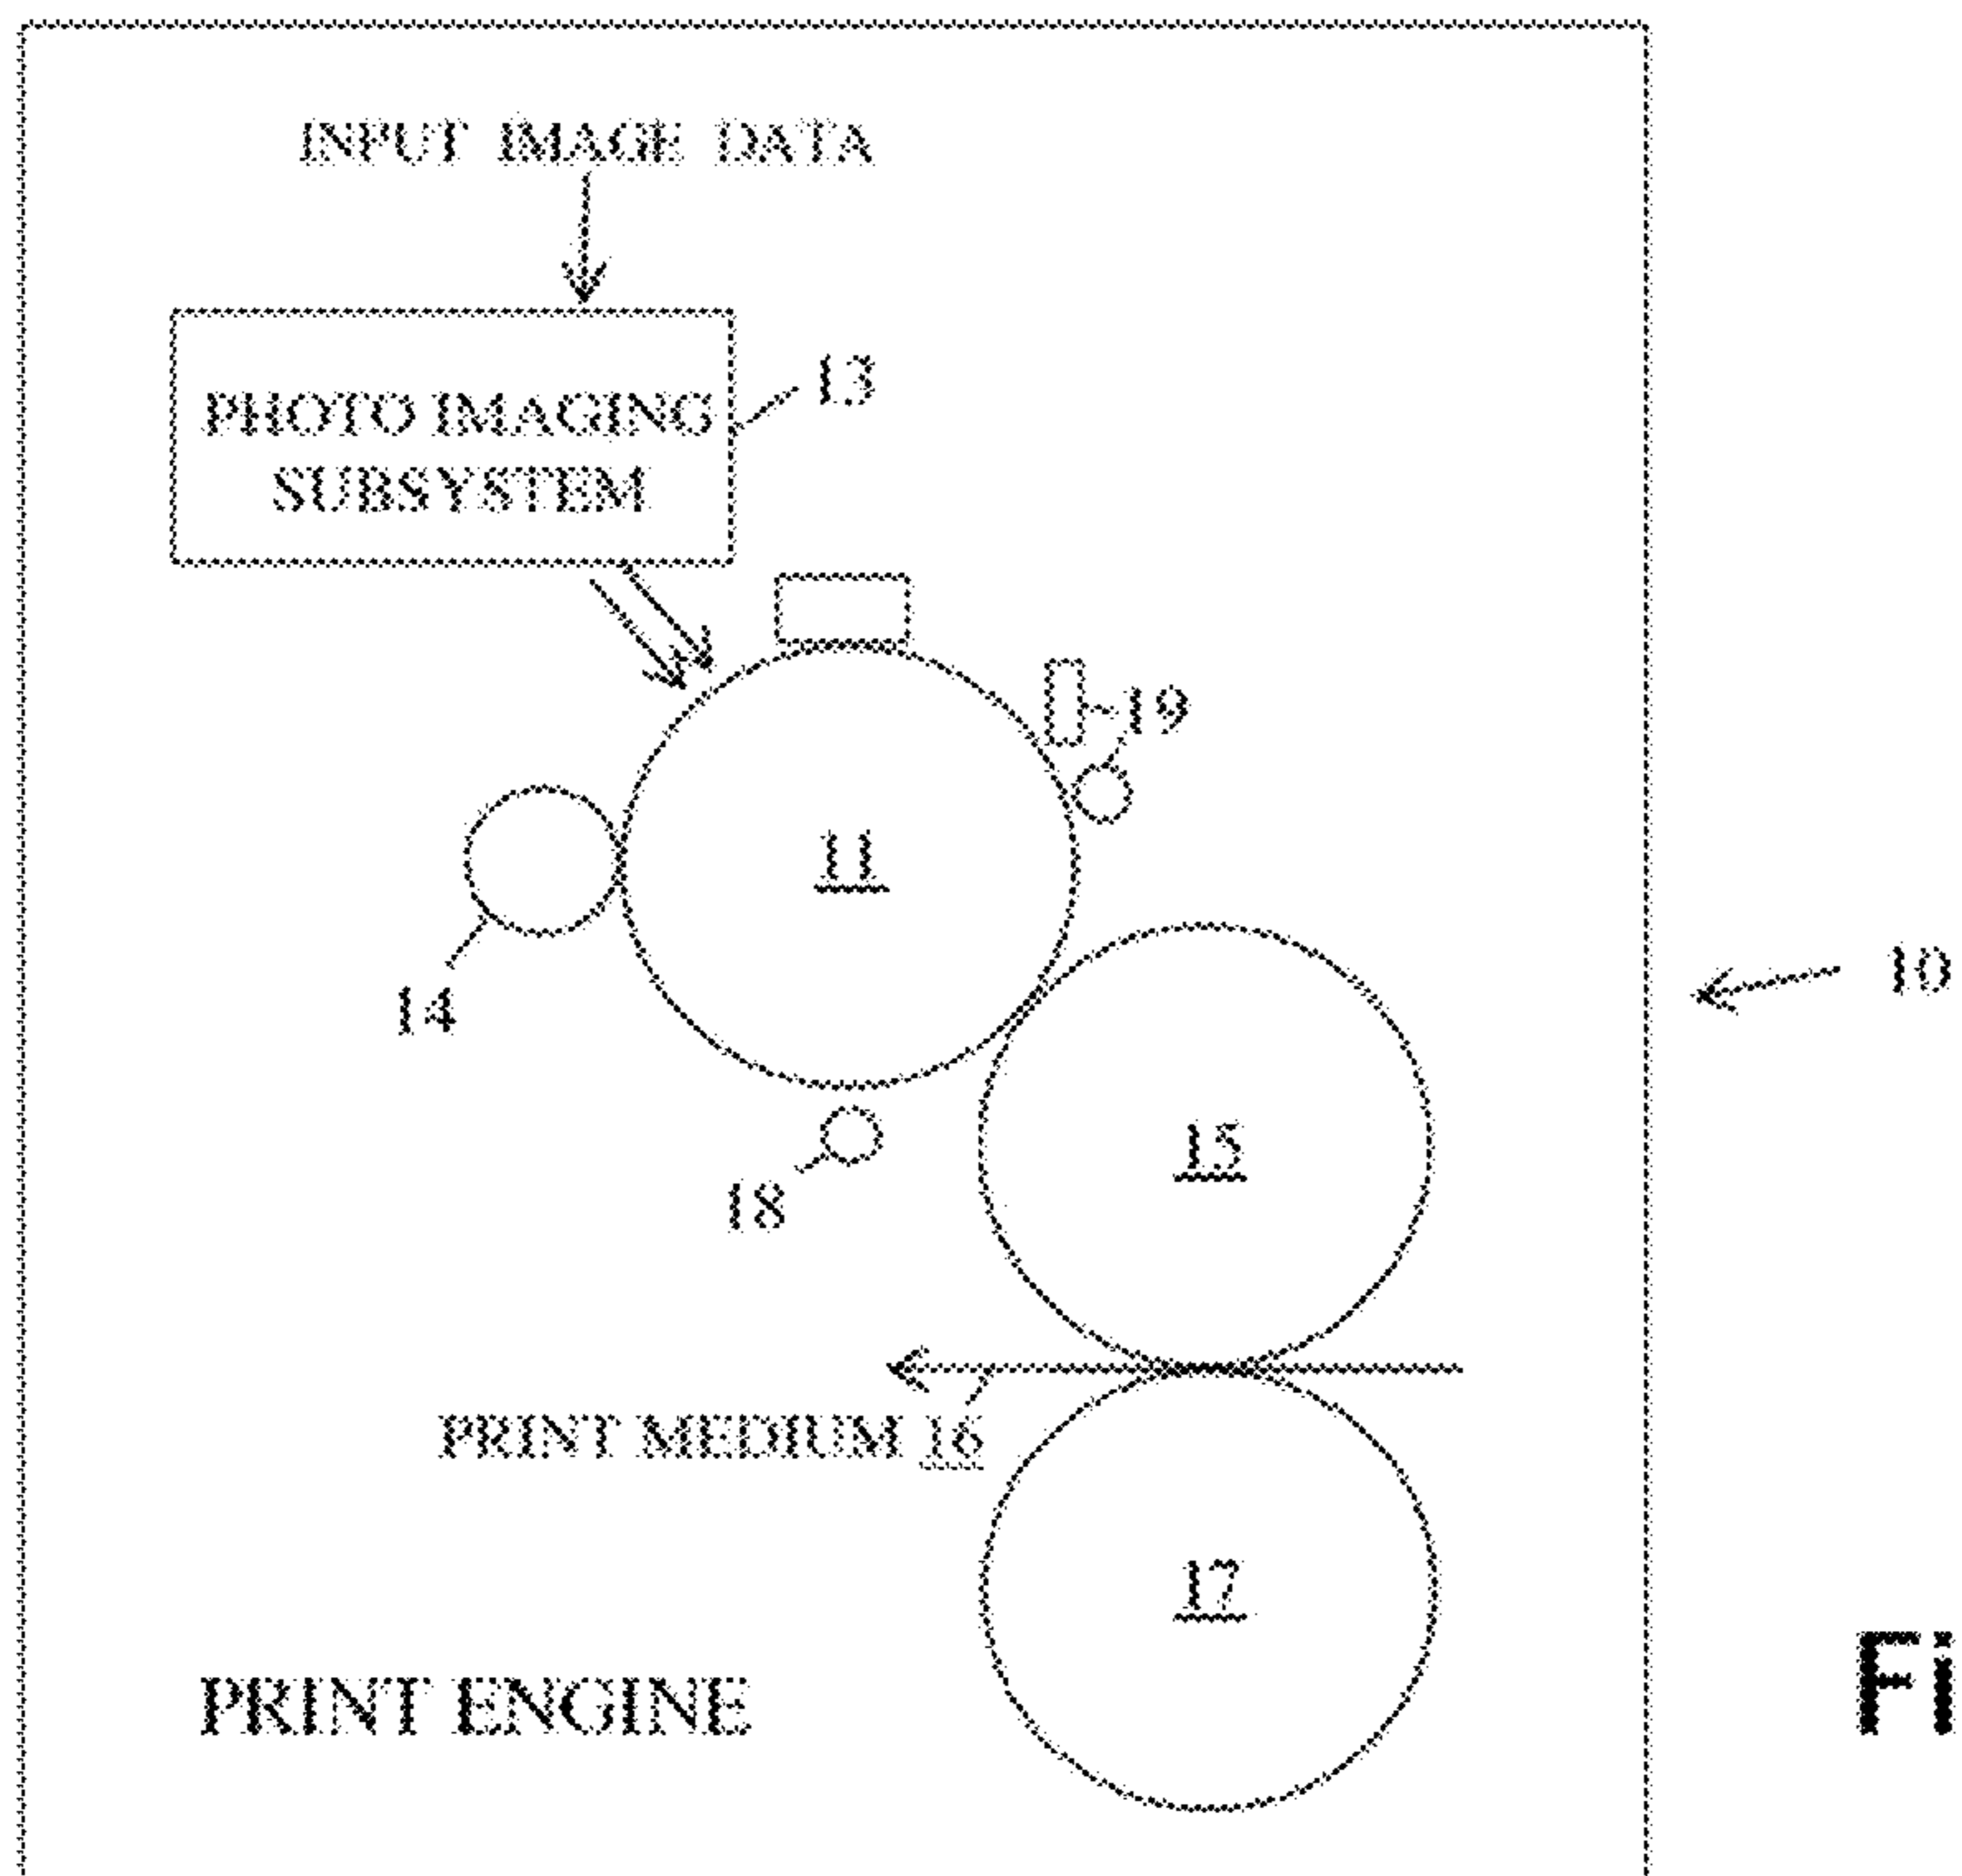 INPUT IMAGE DATA
13
PHOTO IMAGING
SUBSYSTEM
19
11
14
10
15
18
PRINT MEDIUM 16
17
PRINT ENGINE
FI